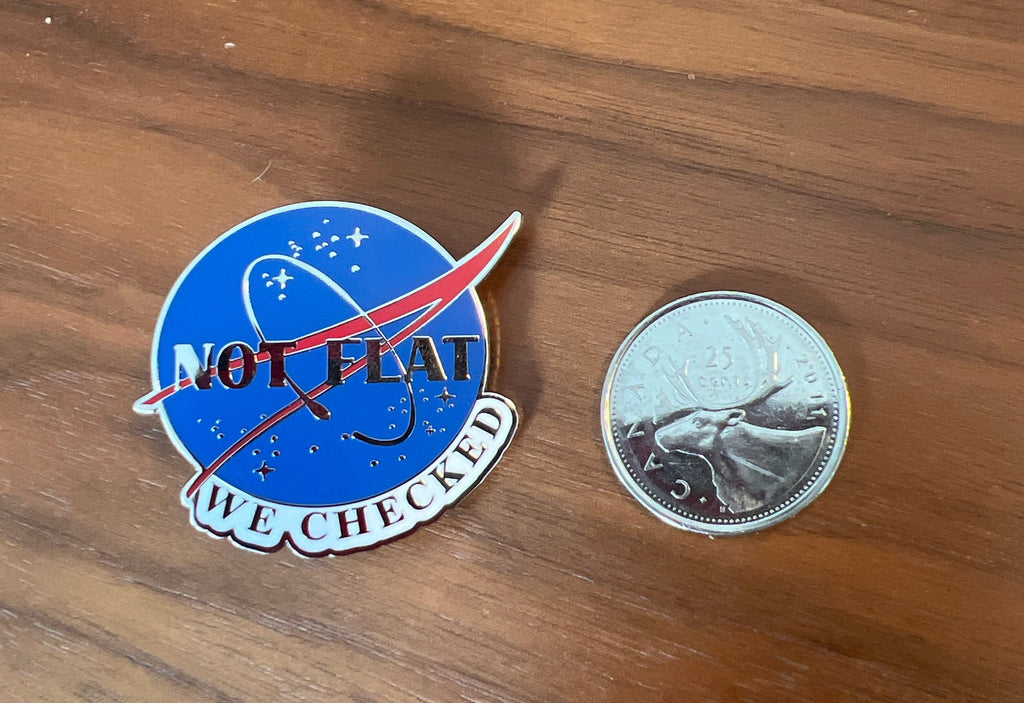 NOT FLAT
WE CHECKED
CANADA
25
CENTS
2011